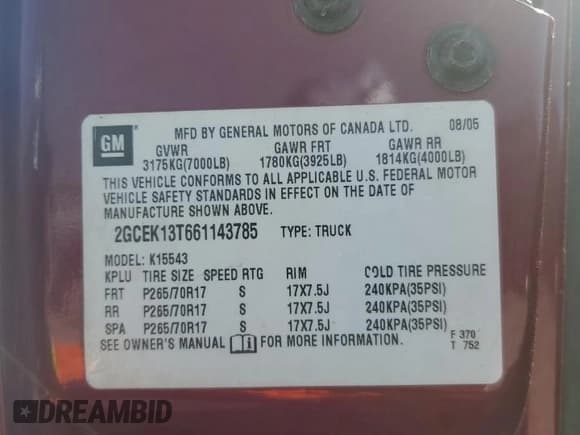 GM
MFD BY GENERAL MOTORS OF CANADA LTD. 08/05
GVWR GAWR FRT GAWR RR
3175KG(7000LB) 1780KG(3925LB) 1814KG(4000LB)
THIS VEHICLE CONFORMS TO ALL APPLICABLE U.S. FEDERAL MOTOR
VEHICLE SAFETY STANDARDS IN EFFECT ON THE DATE OF
MANUFACTURE SHOWN ABOVE.
2GCEK13T661143785 TYPE: TRUCK
MODEL: K15543
KPLU TIRE SIZE SPEED RTG RIM COLD TIRE PRESSURE
FRT P265/70R17 S 17X7.5J 240KPA(35PSI)
RR P265/70R17 S 17X7.5J 240KPA(35PSI)
SPA P265/70R17 S 17X7.5J 240KPA(35PSI)
SEE OWNER'S MANUAL i FOR MORE INFORMATION.
F 370
T 752
DREAMBID